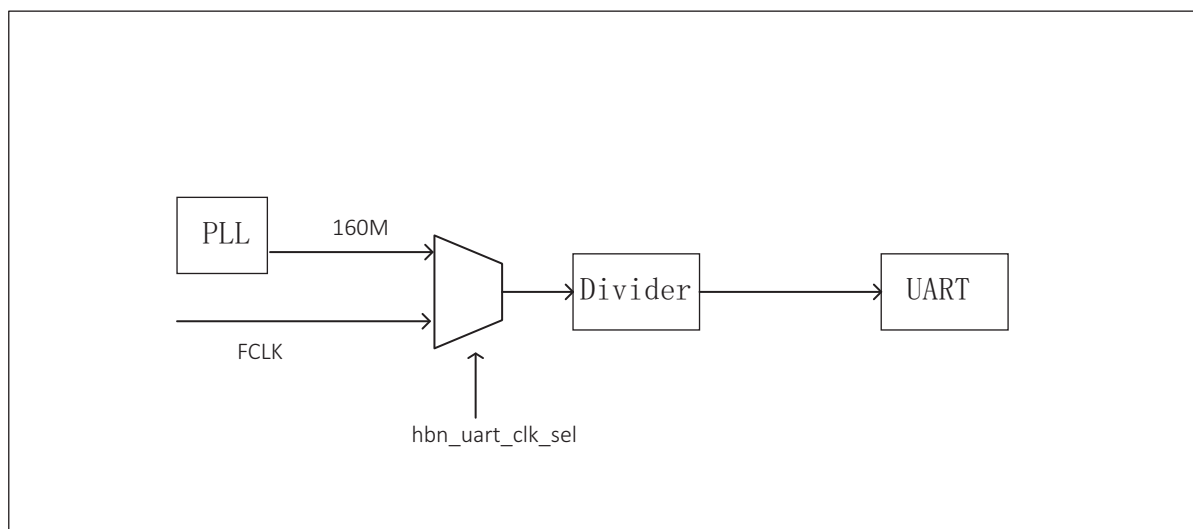 160M
PLL
Divider
UART
FCLK
hbn_uart_clk_sel